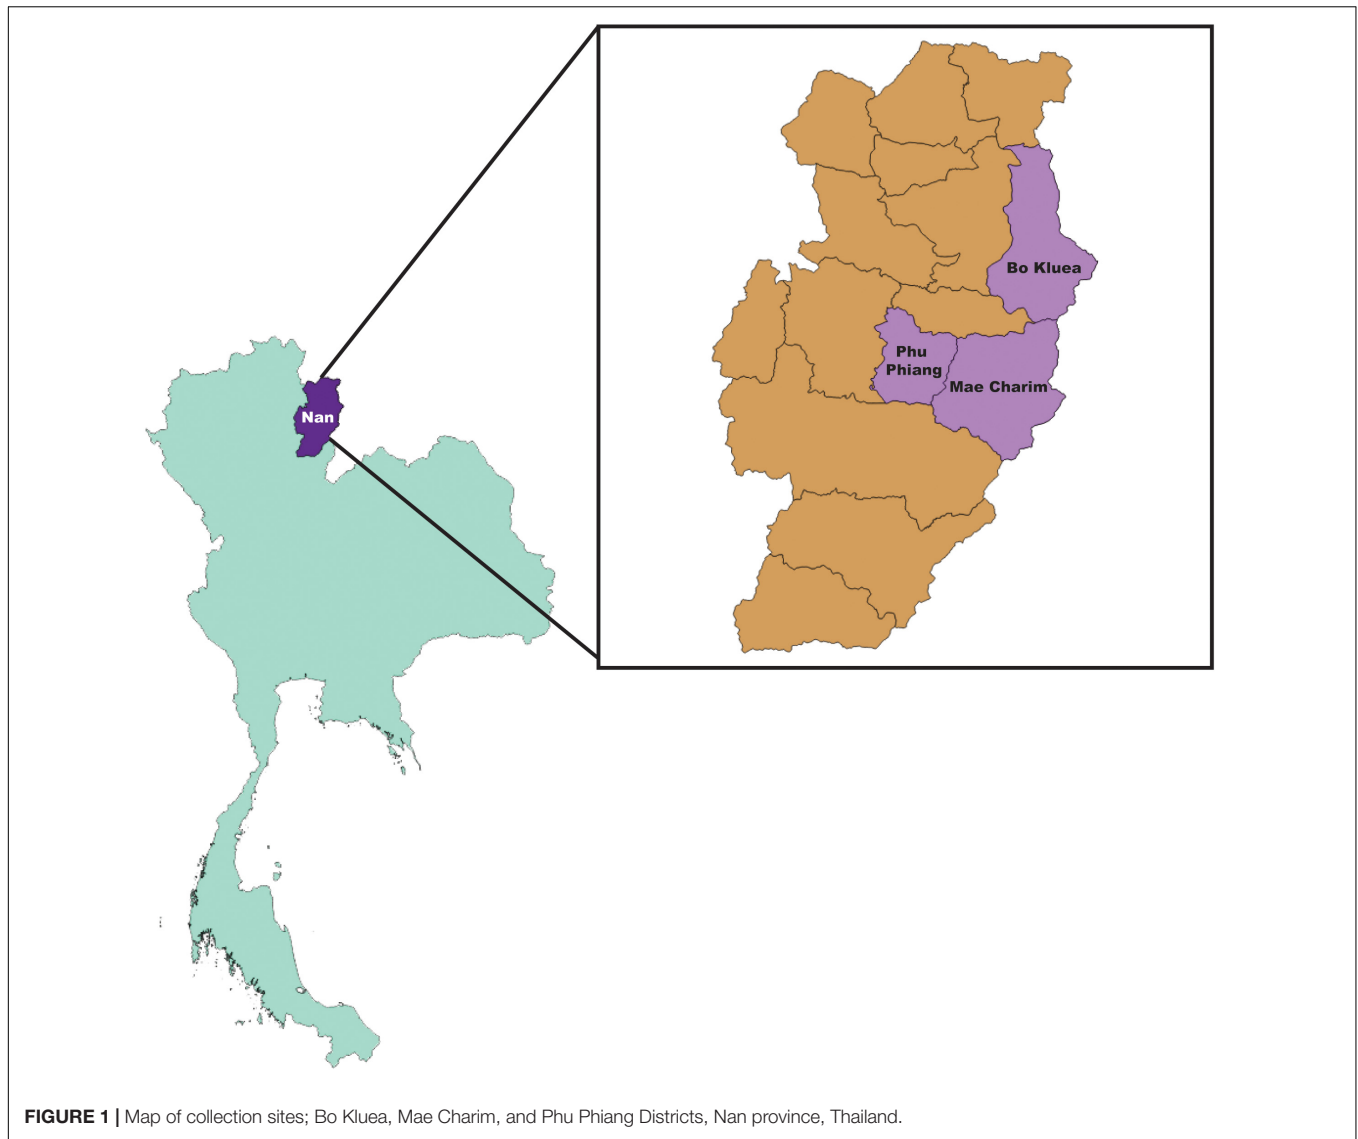 Bo Kluea
Phu
Phiang
Mae Charim
Nan
FIGURE 1 | Map of collection sites; Bo Kluea, Mae Charim, and Phu Phiang Districts, Nan province, Thailand.